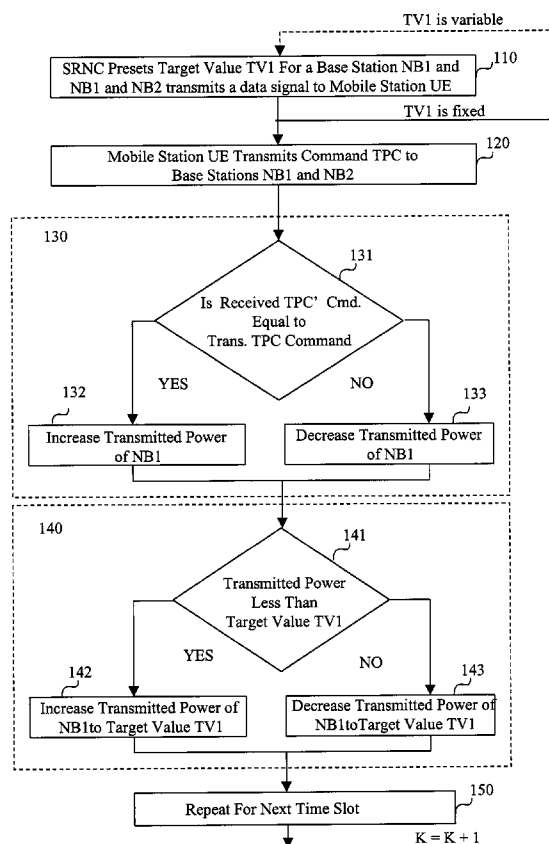 TV1 is variable
SRNC Presets Target Value TV1 For a Base Station NB1 and
NB1 and NB2 transmits a data signal to Mobile Station UE
110
TV1 is fixed
120
Mobile Station UE Transmits Command TPC to
Base Stations NB1 and NB2
130
131
Is Received TPC' Cmd.
Equal to
Trans. TPC Command
YES
NO
132
133
Increase Transmitted Power
of NB1
Decrease Transmitted Power
of NB1
140
141
Transmitted Power
Less Than
Target Value TV1
YES
NO
142
143
Increase Transmitted Power of
NB1to Target Value TV1
Decrease Transmitted Power of
NB1toTarget Value TV1
150
Repeat For Next Time Slot
K = K + 1